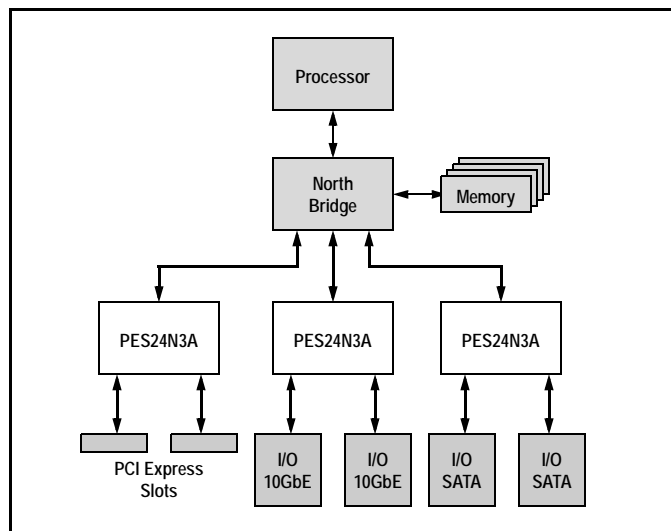 Processor
North
Bridge
Memory
PES24N3A
PES24N3A
PES24N3A
PCI Express
Slots
I/O
10GbE
I/O
10GbE
I/O
SATA
I/O
SATA